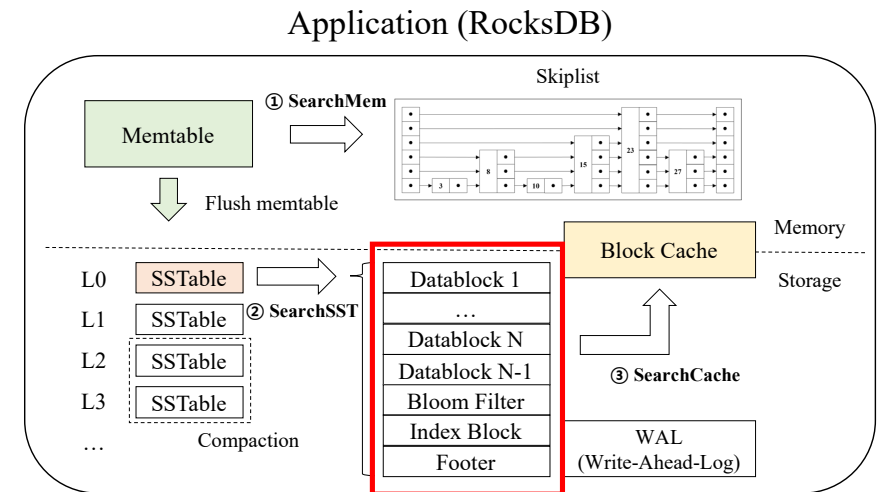 Application (RocksDB)
Skiplist
① SearchMem
Memtable
3
8
10
15
23
27
Flush memtable
Memory
Block Cache
Storage
L0
SSTable
Datablock 1
② SearchSST
L1
SSTable
…
Datablock N
L2
SSTable
Datablock N-1
③ SearchCache
L3
SSTable
Bloom Filter
…
Compaction
Index Block
WAL
(Write-Ahead-Log)
Footer